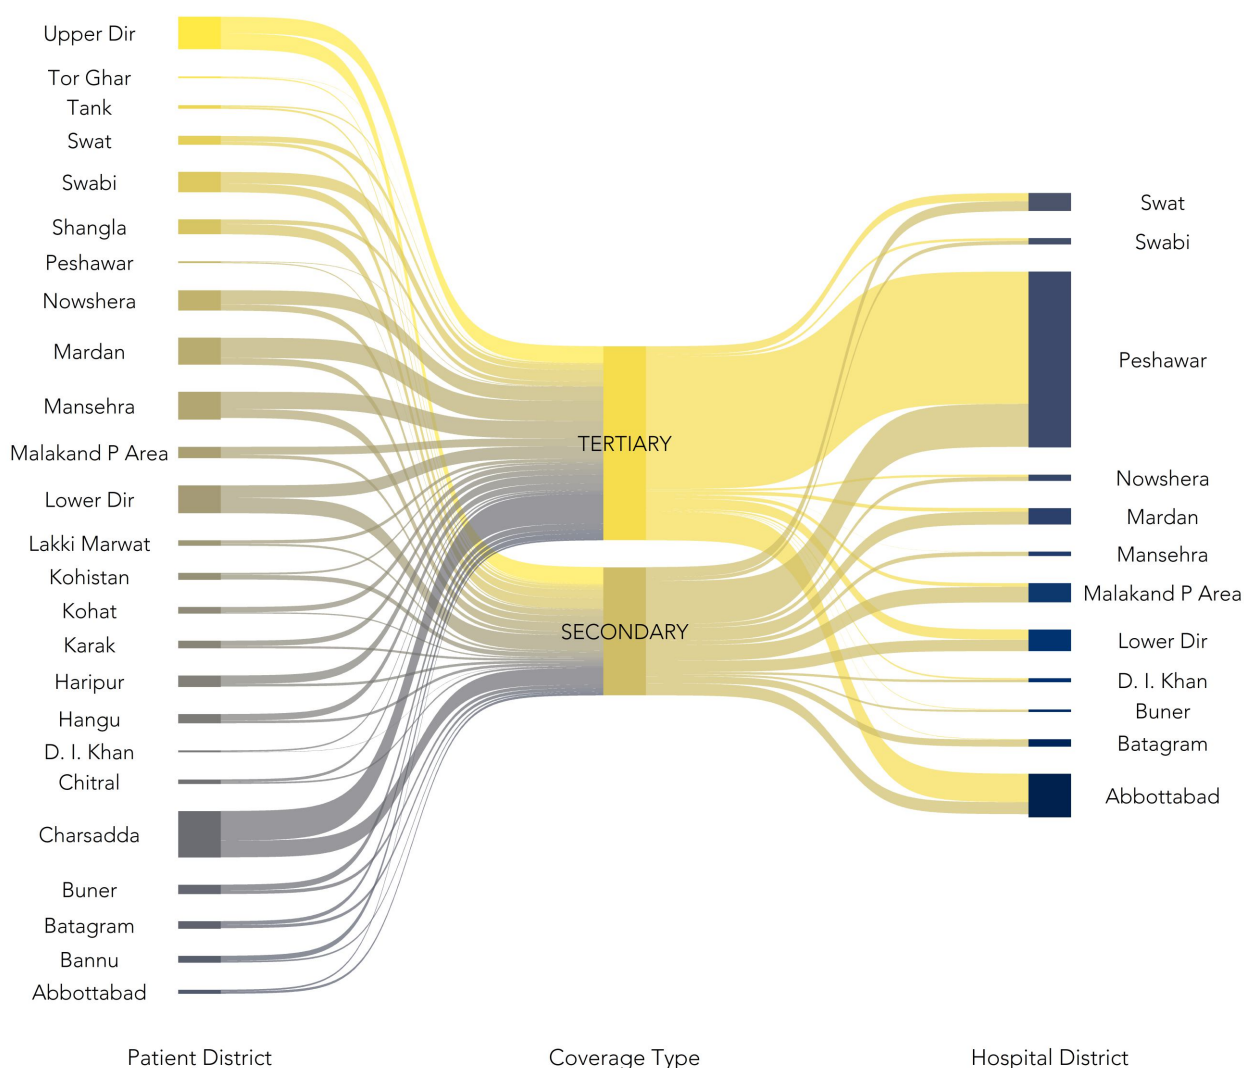 Upper Dir
Tor Ghar
Tank
Swat
Swabi
Shangla
Peshawar
Nowshera
Mardan
Mansehra
Malakand P Area
Lower Dir
Lakki Marwat
Kohistan
Kohat
Karak
Haripur
Hangu
D. I. Khan
Chitral
Charsadda
Buner
Batagram
Bannu
Abbottabad
TERTIARY
SECONDARY
Swat
Swabi
Peshawar
Nowshera
Mardan
Mansehra
Malakand P Area
Lower Dir
D. I. Khan
Buner
Batagram
Abbottabad
Patient District
Coverage Type
Hospital District